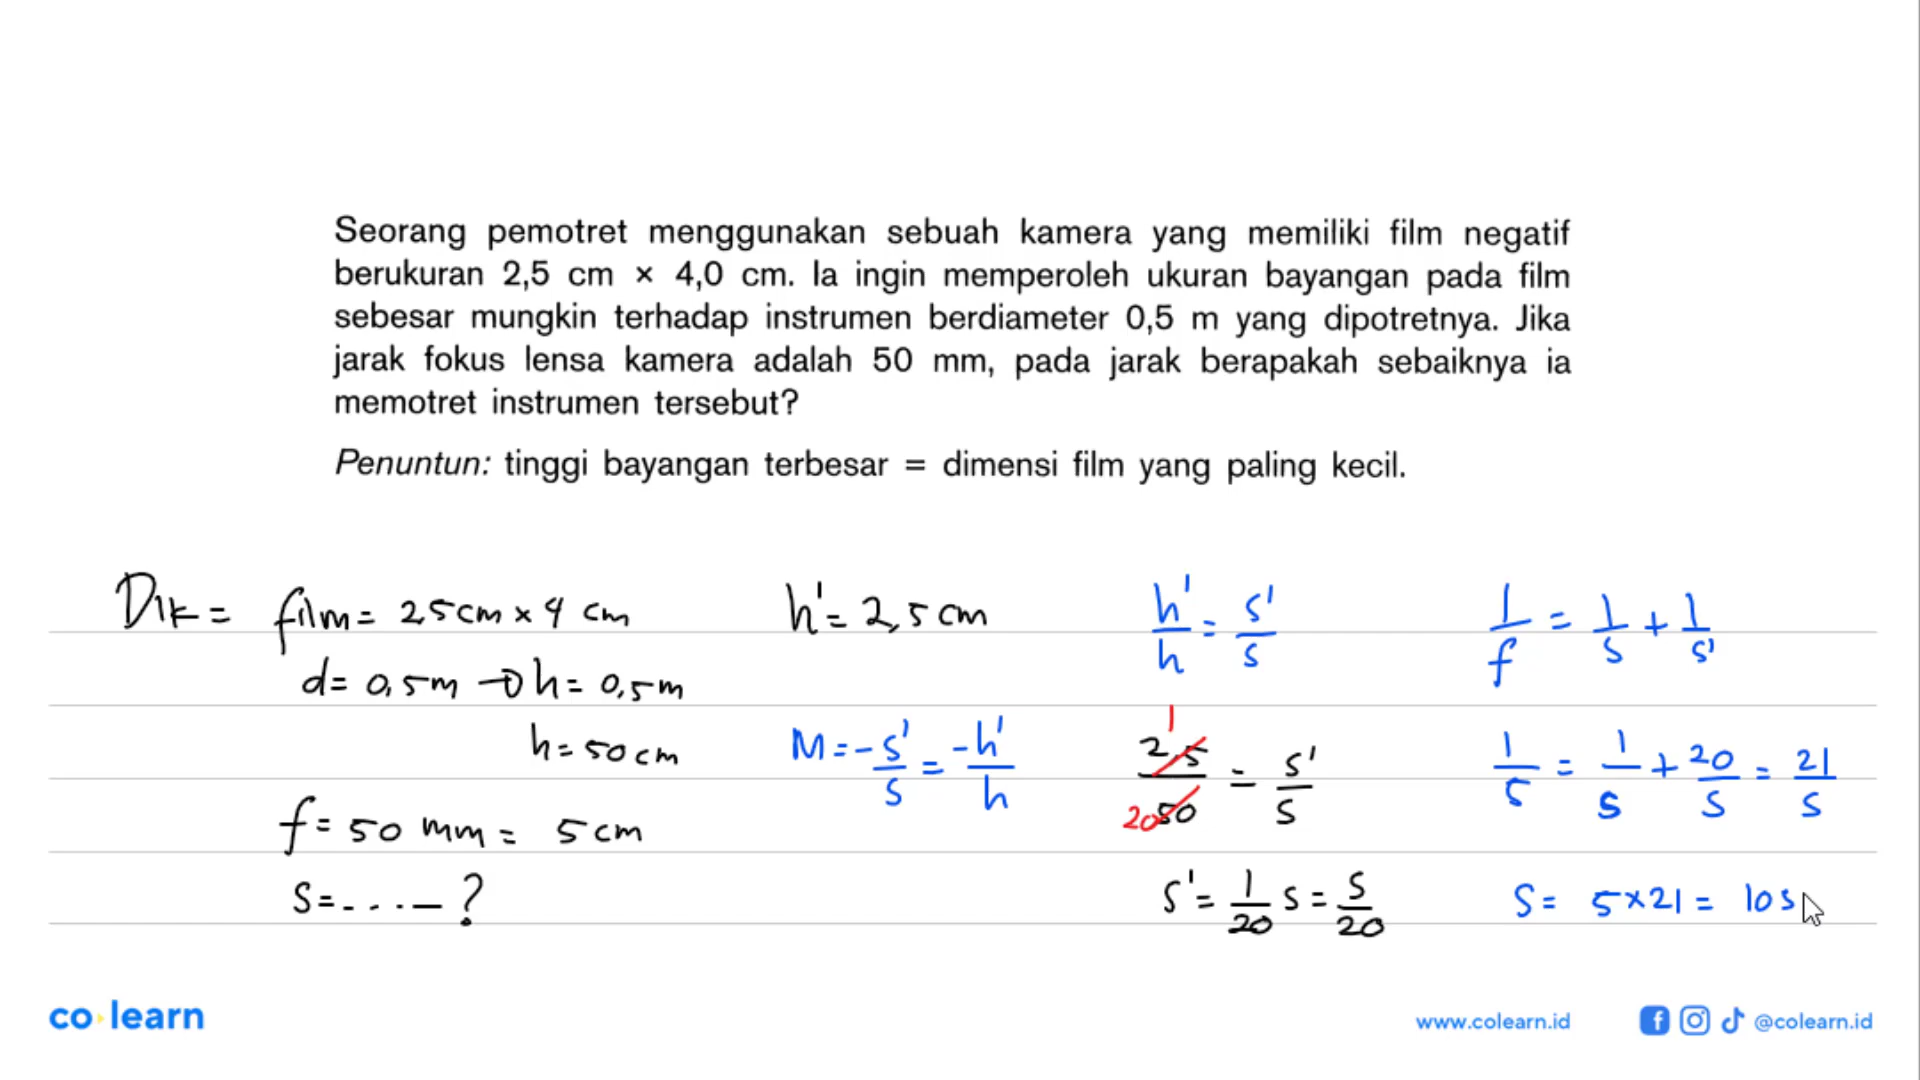 Seorang pemotret menggunakan sebuah kamera yang memiliki film negatif
berukuran 2,5 cm × 4,0 cm. Ia ingin memperoleh ukuran bayangan pada film
sebesar mungkin terhadap instrumen berdiameter 0,5 m yang dipotretnya. Jika
jarak fokus lensa kamera adalah 50 mm, pada jarak berapakah sebaiknya ia
memotret instrumen tersebut?
Penuntun: tinggi bayangan terbesar = dimensi film yang paling kecil.
Dik = film = 2,5 cm × 4 cm
d = 0,5 m → h = 0,5 m
h = 50 cm
f = 50 mm = 5 cm
s = ....— ?
h' = 2,5 cm
M = -s'/s = -h'/h
h'/h = s'/s
2,5/50 = s'/s
1
20
s' = 1/20 s = s/20
1/f = 1/s + 1/s'
1/5 = 1/s + 20/s = 21/s
s = 5×21 = 105
co learn
www.colearn.id
@colearn.id